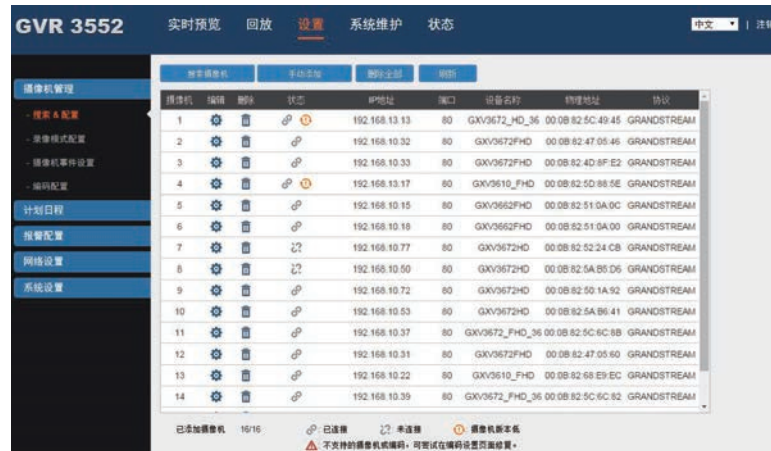 GVR 3552 实时预览 回放 设置 系统维护 状态 中文 | 注销
搜索摄像机 手动添加 删除全部 刷新
摄像机管理
- 搜索 & 配置
- 录像模式配置
- 摄像机事件设置
- 编码配置
计划日程
报警配置
网络设置
系统设置
摄像机 编辑 删除 状态 IP地址 端口 设备名称 物理地址 协议
1 192.168.13.13 80 GXV3672_HD_36 00:0B:82:5C:49:45 GRANDSTREAM
2 192.168.10.32 80 GXV3672FHD 00:0B:82:47:05:46 GRANDSTREAM
3 192.168.10.33 80 GXV3672FHD 00:0B:82:4D:8F:E2 GRANDSTREAM
4 192.168.13.17 80 GXV3610_FHD 00:0B:82:5D:88:5E GRANDSTREAM
5 192.168.10.15 80 GXV3662FHD 00:0B:82:51:0A:0C GRANDSTREAM
6 192.168.10.18 80 GXV3662FHD 00:0B:82:51:0A:00 GRANDSTREAM
7 192.168.10.77 80 GXV3672HD 00:0B:82:52:24:CB GRANDSTREAM
8 192.168.10.50 80 GXV3672HD 00:0B:82:5A:B5:D6 GRANDSTREAM
9 192.168.10.72 80 GXV3672HD 00:0B:82:50:1A:92 GRANDSTREAM
10 192.168.10.53 80 GXV3672HD 00:0B:82:5A:B6:41 GRANDSTREAM
11 192.168.10.37 80 GXV3672_FHD_36 00:0B:82:5C:6C:8B GRANDSTREAM
12 192.168.10.31 80 GXV3672FHD 00:0B:82:47:05:60 GRANDSTREAM
13 192.168.10.22 80 GXV3610_FHD 00:0B:82:68:E9:EC GRANDSTREAM
14 192.168.10.39 80 GXV3672_FHD_36 00:0B:82:5C:6C:82 GRANDSTREAM
已添加摄像机 16/16 : 已连接 : 未连接 : 摄像机版本低
: 不支持的摄像机或编码，可尝试在编码设置页面修复。